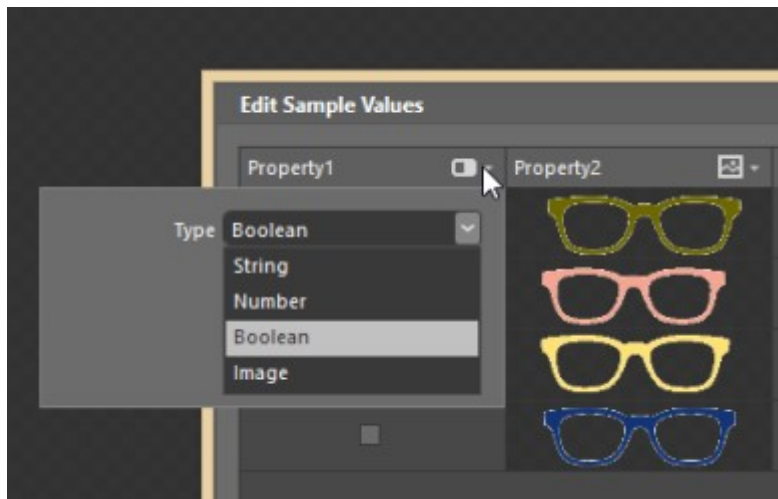 Edit Sample Values
Property1 Property2
Type Boolean
String
Number
Boolean
Image